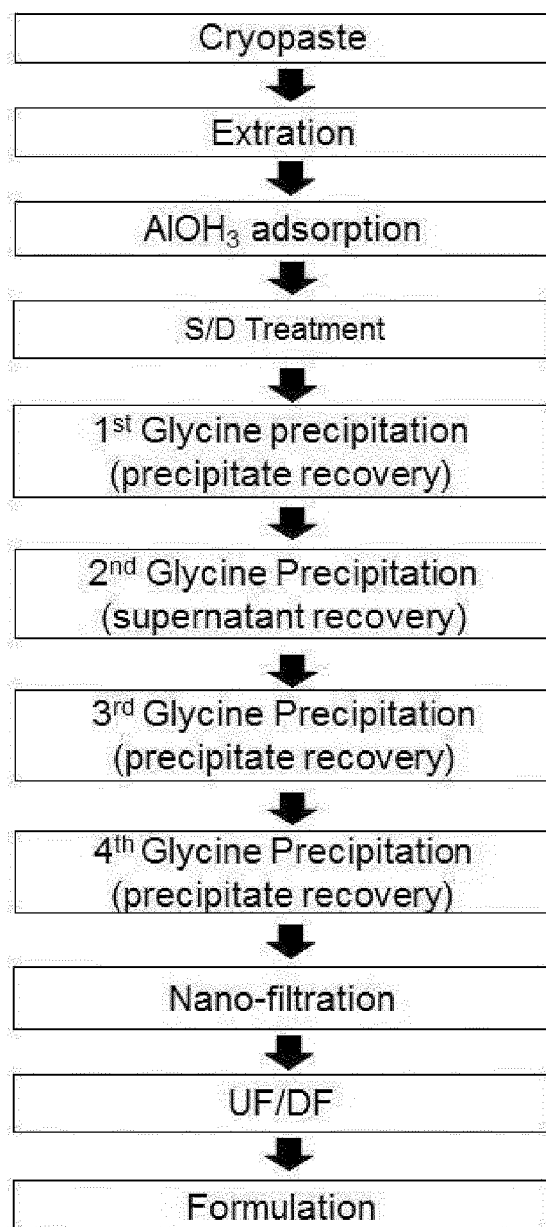 Cryopaste
Extration
AlOH₃ adsorption
S/D Treatment
1ˢᵗ Glycine precipitation
(precipitate recovery)
2ⁿᵈ Glycine Precipitation
(supernatant recovery)
3ʳᵈ Glycine Precipitation
(precipitate recovery)
4ᵗʰ Glycine Precipitation
(precipitate recovery)
Nano-filtration
UF/DF
Formulation